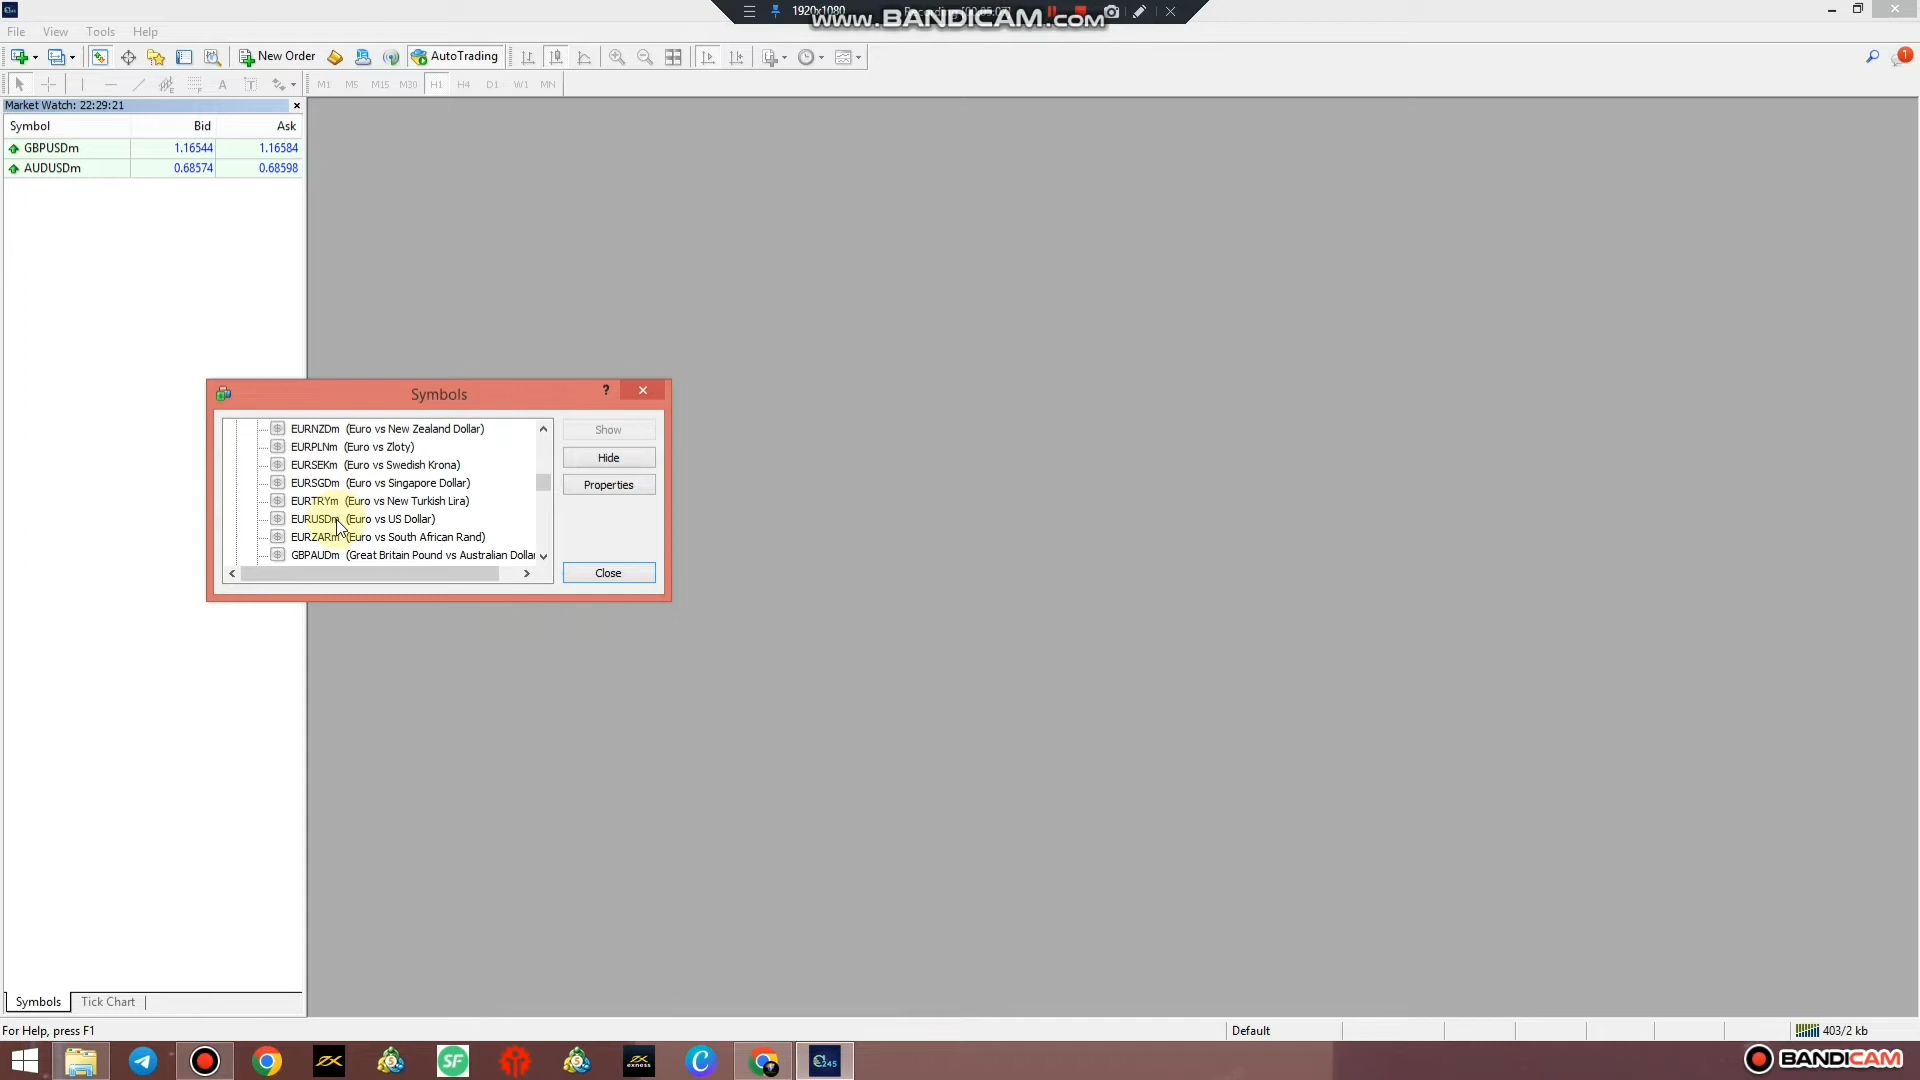 1920x1080
www.BANDICAM.com
File View Tools Help
New Order AutoTrading
1
A T M1 M5 M15 M30 H1 H4 D1 W1 MN
Market Watch: 22:29:21
Symbol Bid Ask
GBPUSDm 1.16544 1.16584
AUDUSDm 0.68574 0.68598
Symbols
?
EURNZDm (Euro vs New Zealand Dollar)
EURPLNm (Euro vs Zloty)
EURSEKm (Euro vs Swedish Krona)
EURSGDm (Euro vs Singapore Dollar)
EURTRYm (Euro vs New Turkish Lira)
EURUSDm (Euro vs US Dollar)
EURZARm (Euro vs South African Rand)
GBPAUDm (Great Britain Pound vs Australian Dollar
Show
Hide
Properties
Close
Symbols Tick Chart
For Help, press F1
Default
403/2 kb
SF
exness
245
BANDICAM